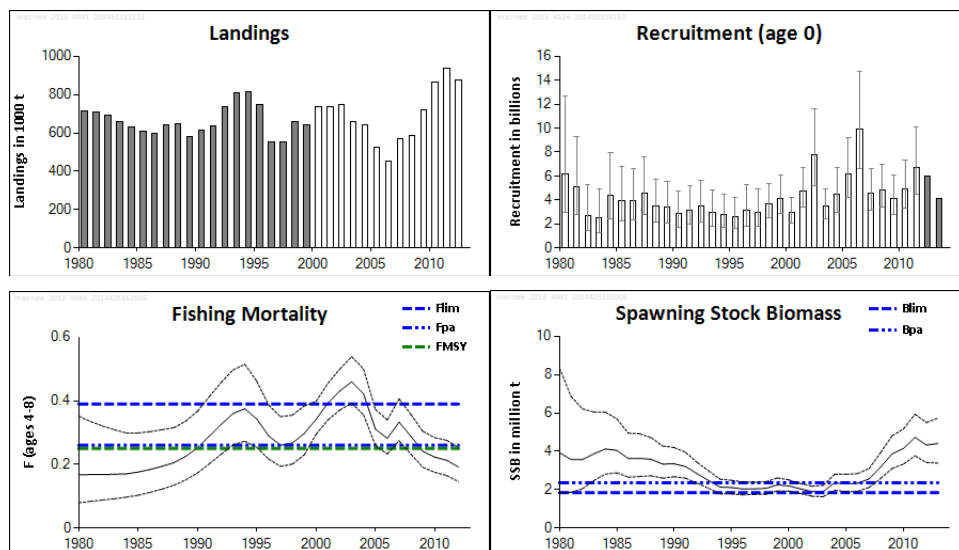 Landings
Landings in 1000 t
1000
800
600
400
200
0
1980 1985 1990 1995 2000 2005 2010
Recruitment (age 0)
Recruitment in billions
16
14
12
10
8
6
4
2
0
1980 1985 1990 1995 2000 2005 2010
Fishing Mortality
Flim
Fpa
FMSY
F (ages 4-8)
0.6
0.4
0.2
0
1980 1985 1990 1995 2000 2005 2010
Spawning Stock Biomass
Blim
Bpa
SSB in million t
10
8
6
4
2
0
1980 1985 1990 1995 2000 2005 2010